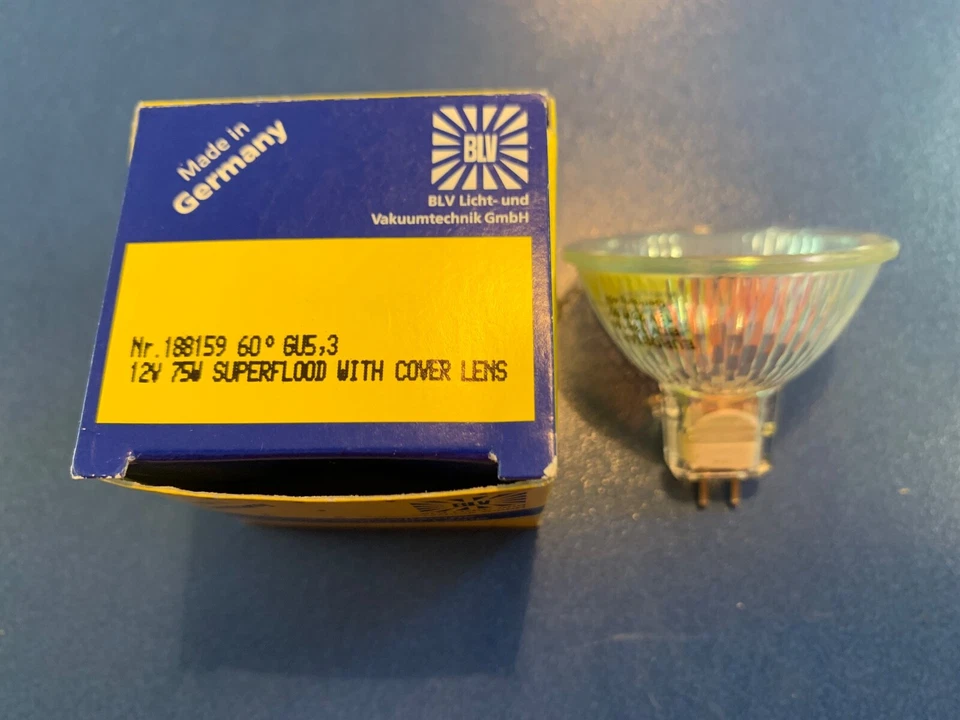 Made in
Germany
BLV
BLV Licht- und
Vakuumtechnik GmbH
Nr.188159 60° GU5,3
12V 75W SUPERFLOOD WITH COVER LENS
BLV